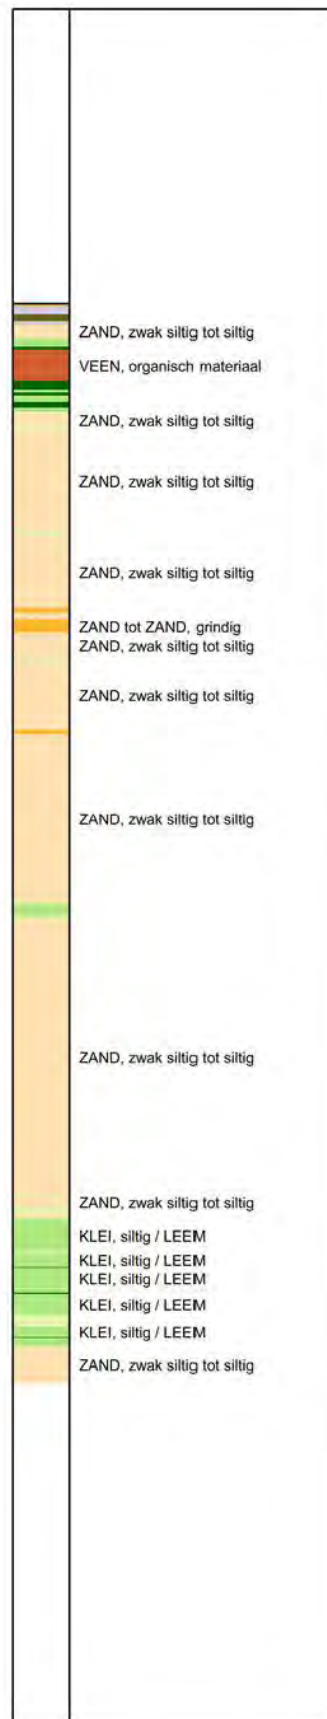 ZAND, zwak siltig tot siltig
VEEN, organisch materiaal
ZAND, zwak siltig tot siltig
ZAND, zwak siltig tot siltig
ZAND, zwak siltig tot siltig
ZAND tot ZAND, grindig
ZAND, zwak siltig tot siltig
ZAND, zwak siltig tot siltig
ZAND, zwak siltig tot siltig
ZAND, zwak siltig tot siltig
ZAND, zwak siltig tot siltig
KLEI, siltig / LEEM
KLEI, siltig / LEEM
KLEI, siltig / LEEM
KLEI, siltig / LEEM
KLEI, siltig / LEEM
ZAND, zwak siltig tot siltig